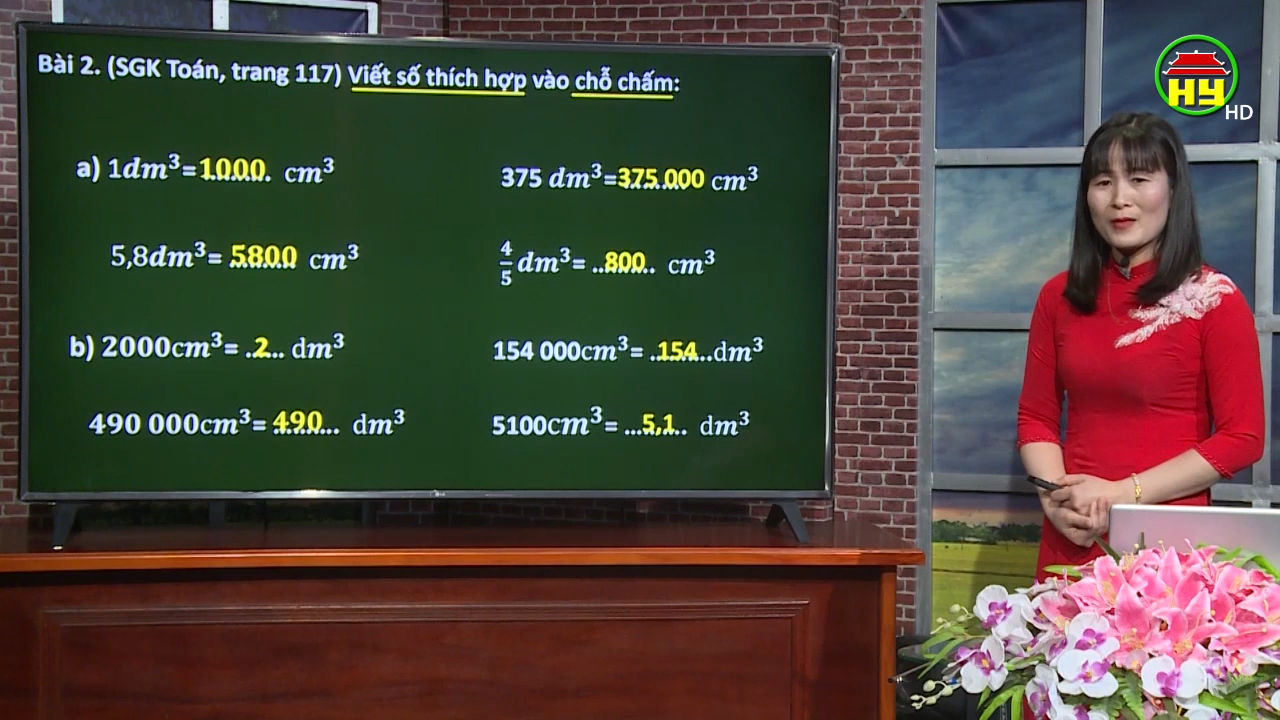 Bài 2. (SGK Toán, trang 117) Viết số thích hợp vào chỗ chấm:
a) 1dm³=1000. cm³
375 dm³=375 000 cm³
5,8dm³= 5800 cm³
4/5 dm³= ..800.. cm³
b) 2000cm³= .2... dm³
154 000cm³= .154..dm³
490 000cm³= 490... dm³
5100cm³= ...5,1.. dm³
HY
HD